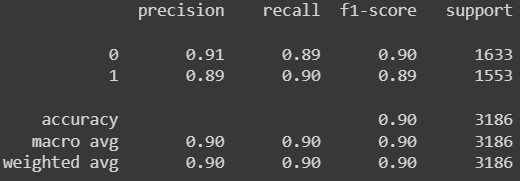 precision recall f1-score support
0 0.91 0.89 0.90 1633
1 0.89 0.90 0.89 1553
accuracy 0.90 3186
macro avg 0.90 0.90 0.90 3186
weighted avg 0.90 0.90 0.90 3186